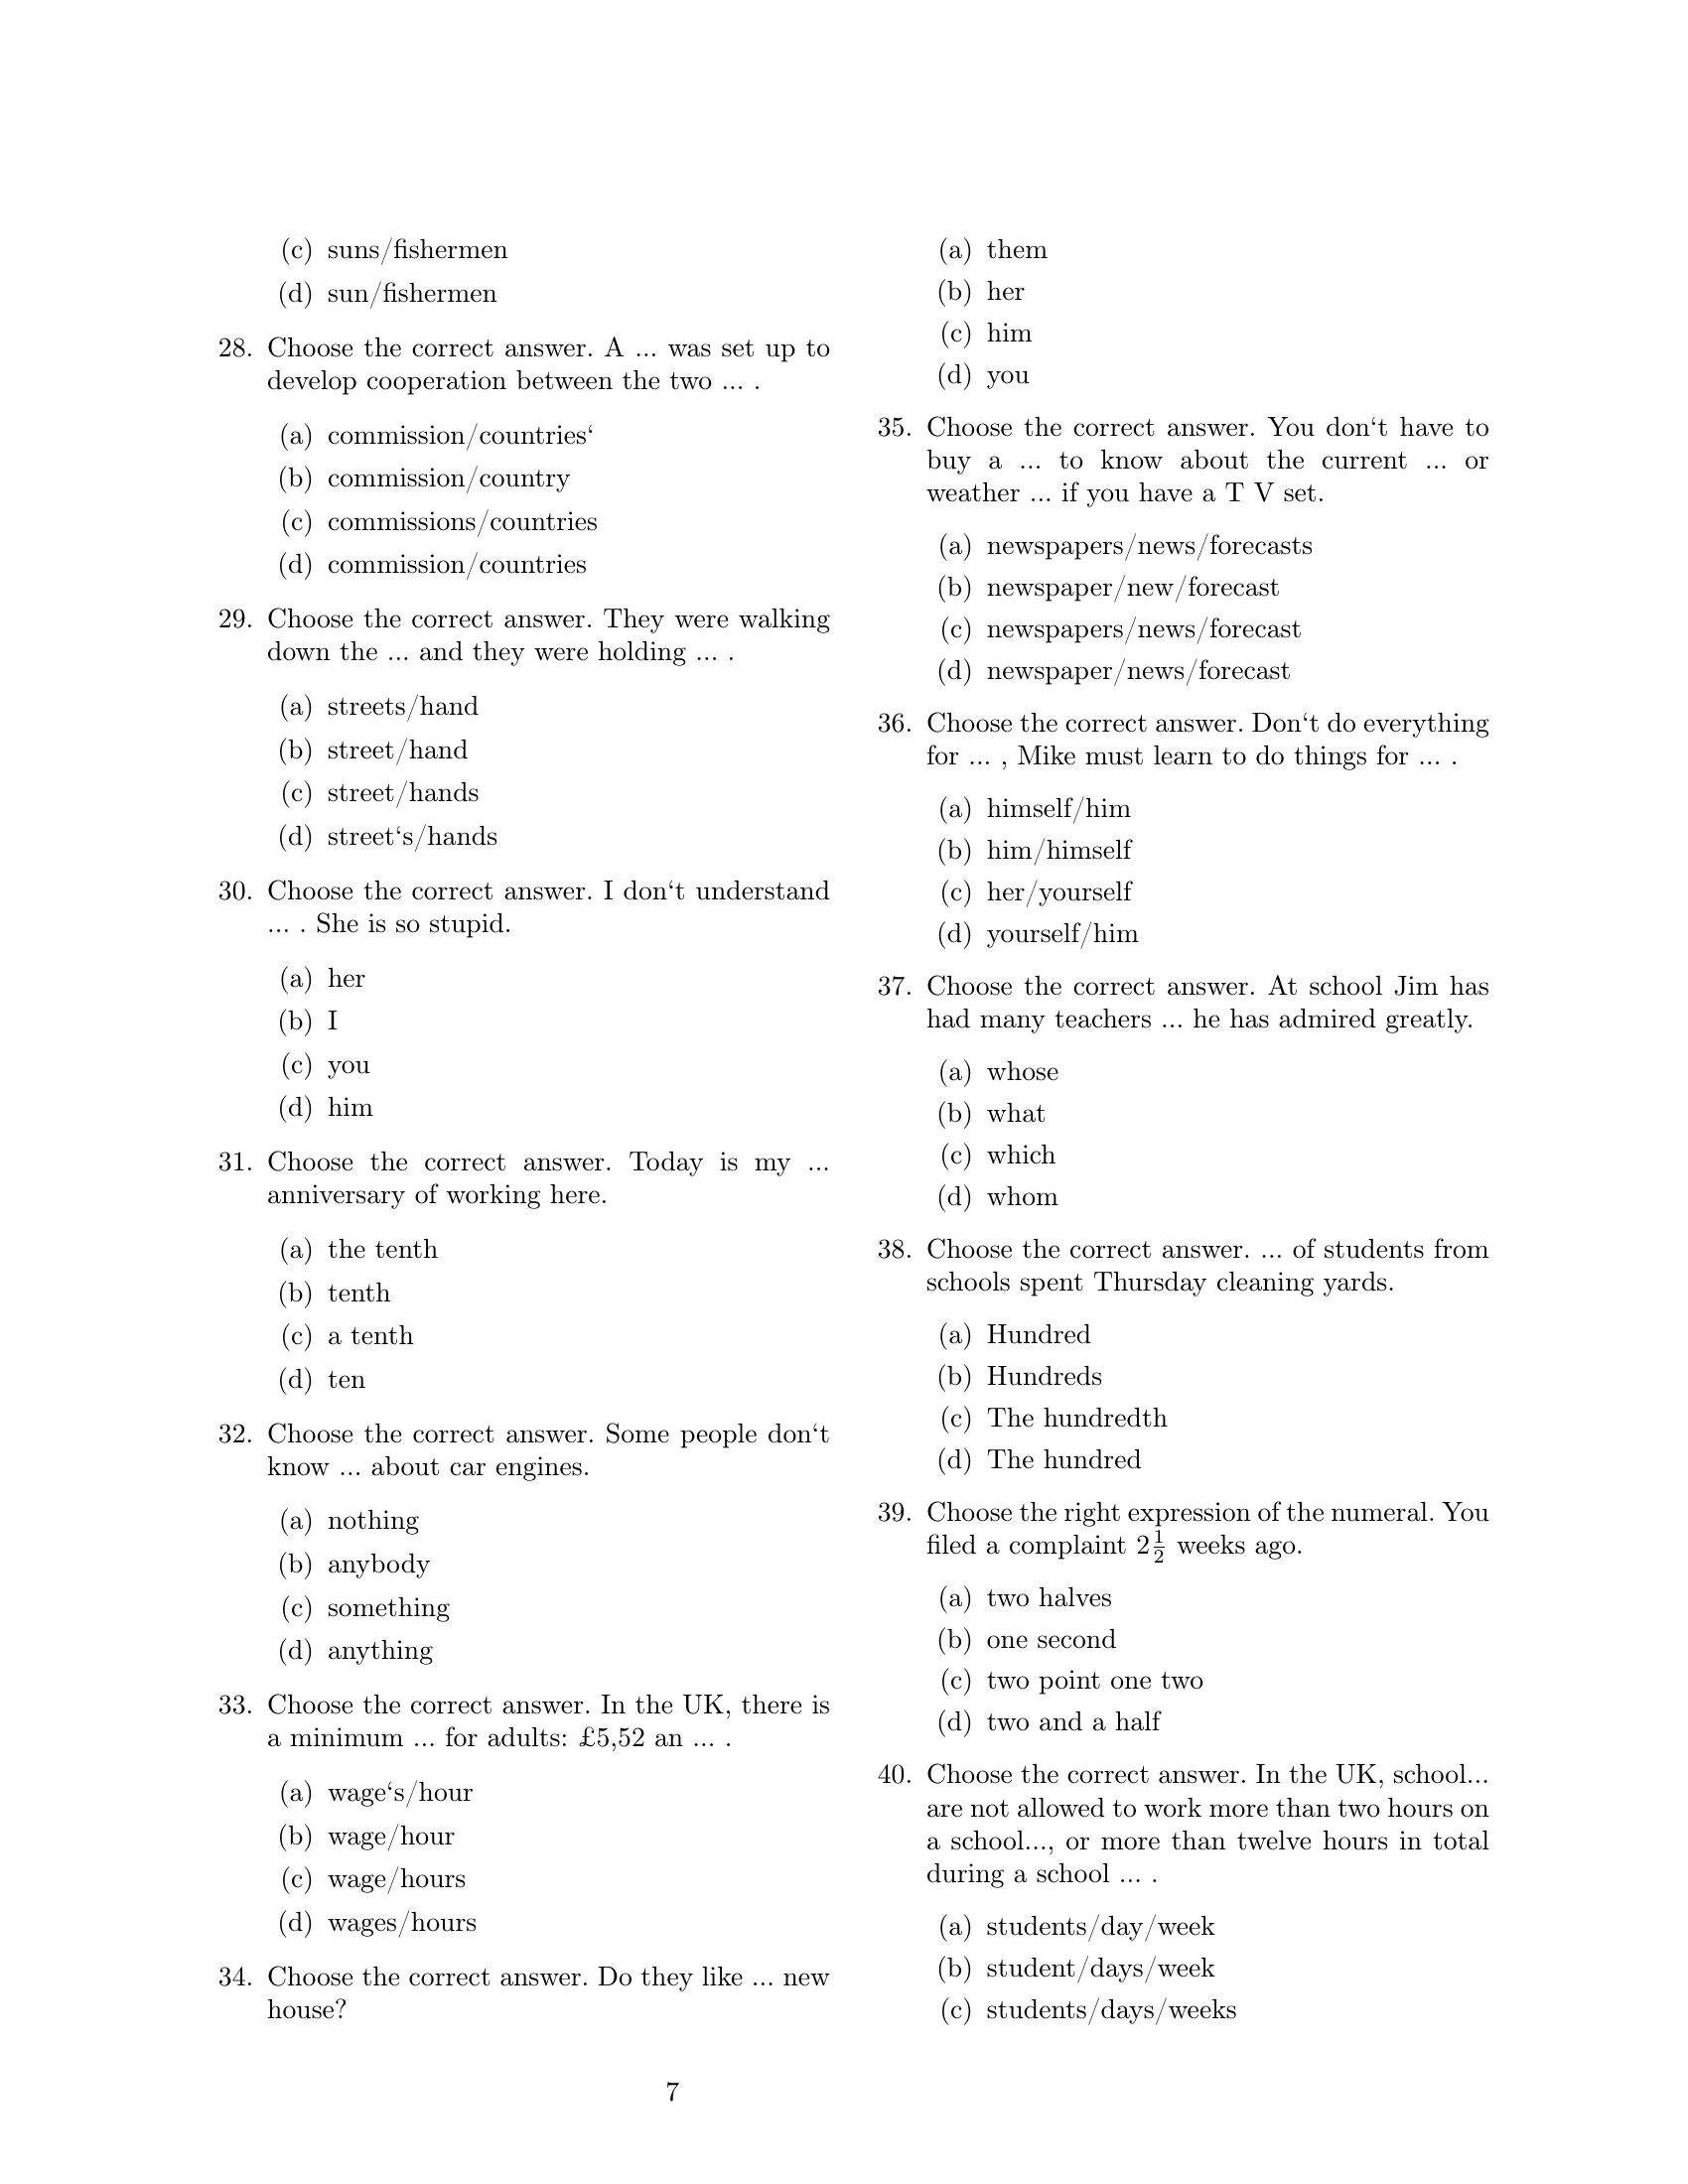 (c) suns/fishermen
(d) sun/fishermen
28. Choose the correct answer. A ... was set up to
develop cooperation between the two ... .
(a) commission/countries‘
(b) commission/country
(c) commissions/countries
(d) commission/countries
29. Choose the correct answer. They were walking
down the ... and they were holding ... .
(a) streets/hand
(b) street/hand
(c) street/hands
(d) street‘s/hands
30. Choose the correct answer. I don‘t understand
... . She is so stupid.
(a) her
(b) I
(c) you
(d) him
31. Choose the correct answer. Today is my ...
anniversary of working here.
(a) the tenth
(b) tenth
(c) a tenth
(d) ten
32. Choose the correct answer. Some people don‘t
know ... about car engines.
(a) nothing
(b) anybody
(c) something
(d) anything
33. Choose the correct answer. In the UK, there is
a minimum ... for adults: £5,52 an ... .
(a) wage‘s/hour
(b) wage/hour
(c) wage/hours
(d) wages/hours
34. Choose the correct answer. Do they like ... new
house?
(a) them
(b) her
(c) him
(d) you
35. Choose the correct answer. You don‘t have to
buy a ... to know about the current ... or
weather ... if you have a T V set.
(a) newspapers/news/forecasts
(b) newspaper/new/forecast
(c) newspapers/news/forecast
(d) newspaper/news/forecast
36. Choose the correct answer. Don‘t do everything
for ... , Mike must learn to do things for ... .
(a) himself/him
(b) him/himself
(c) her/yourself
(d) yourself/him
37. Choose the correct answer. At school Jim has
had many teachers ... he has admired greatly.
(a) whose
(b) what
(c) which
(d) whom
38. Choose the correct answer. ... of students from
schools spent Thursday cleaning yards.
(a) Hundred
(b) Hundreds
(c) The hundredth
(d) The hundred
39. Choose the right expression of the numeral. You
filed a complaint 2½ weeks ago.
(a) two halves
(b) one second
(c) two point one two
(d) two and a half
40. Choose the correct answer. In the UK, school...
are not allowed to work more than two hours on
a school..., or more than twelve hours in total
during a school ... .
(a) students/day/week
(b) student/days/week
(c) students/days/weeks
7